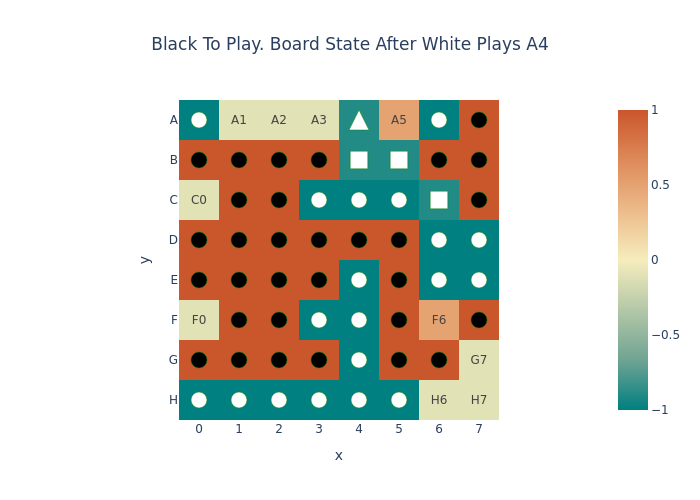 Black To Play. Board State After White Plays A4
A A1 A2 A3 A5
B
C C0
D
E
F F0 F6
G G7
H H6 H7
0 1 2 3 4 5 6 7
x
y
1
0.5
0
−0.5
−1